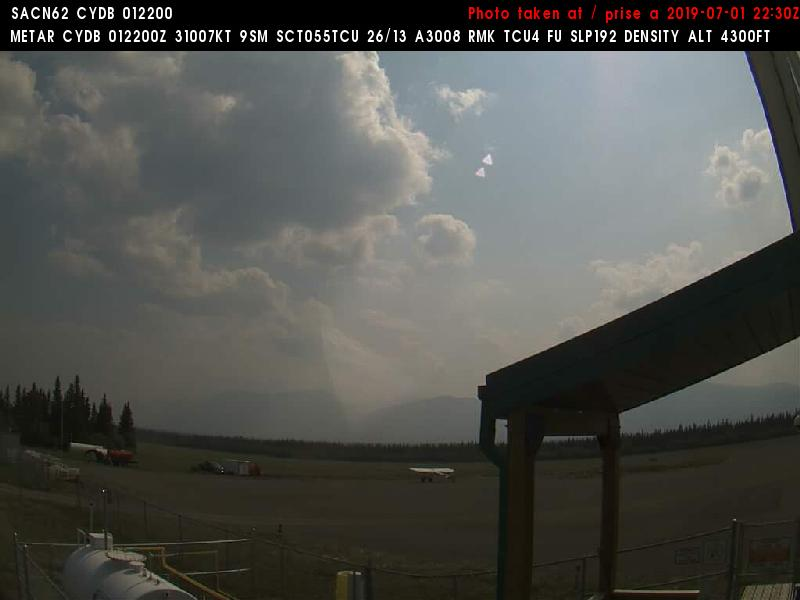 SACN62 CYDB 012200
Photo taken at / prise a 2019-07-01 22:30Z
METAR CYDB 012200Z 31007KT 9SM SCT055TCU 26/13 A3008 RMK TCU4 FU SLP192 DENSITY ALT 4300FT